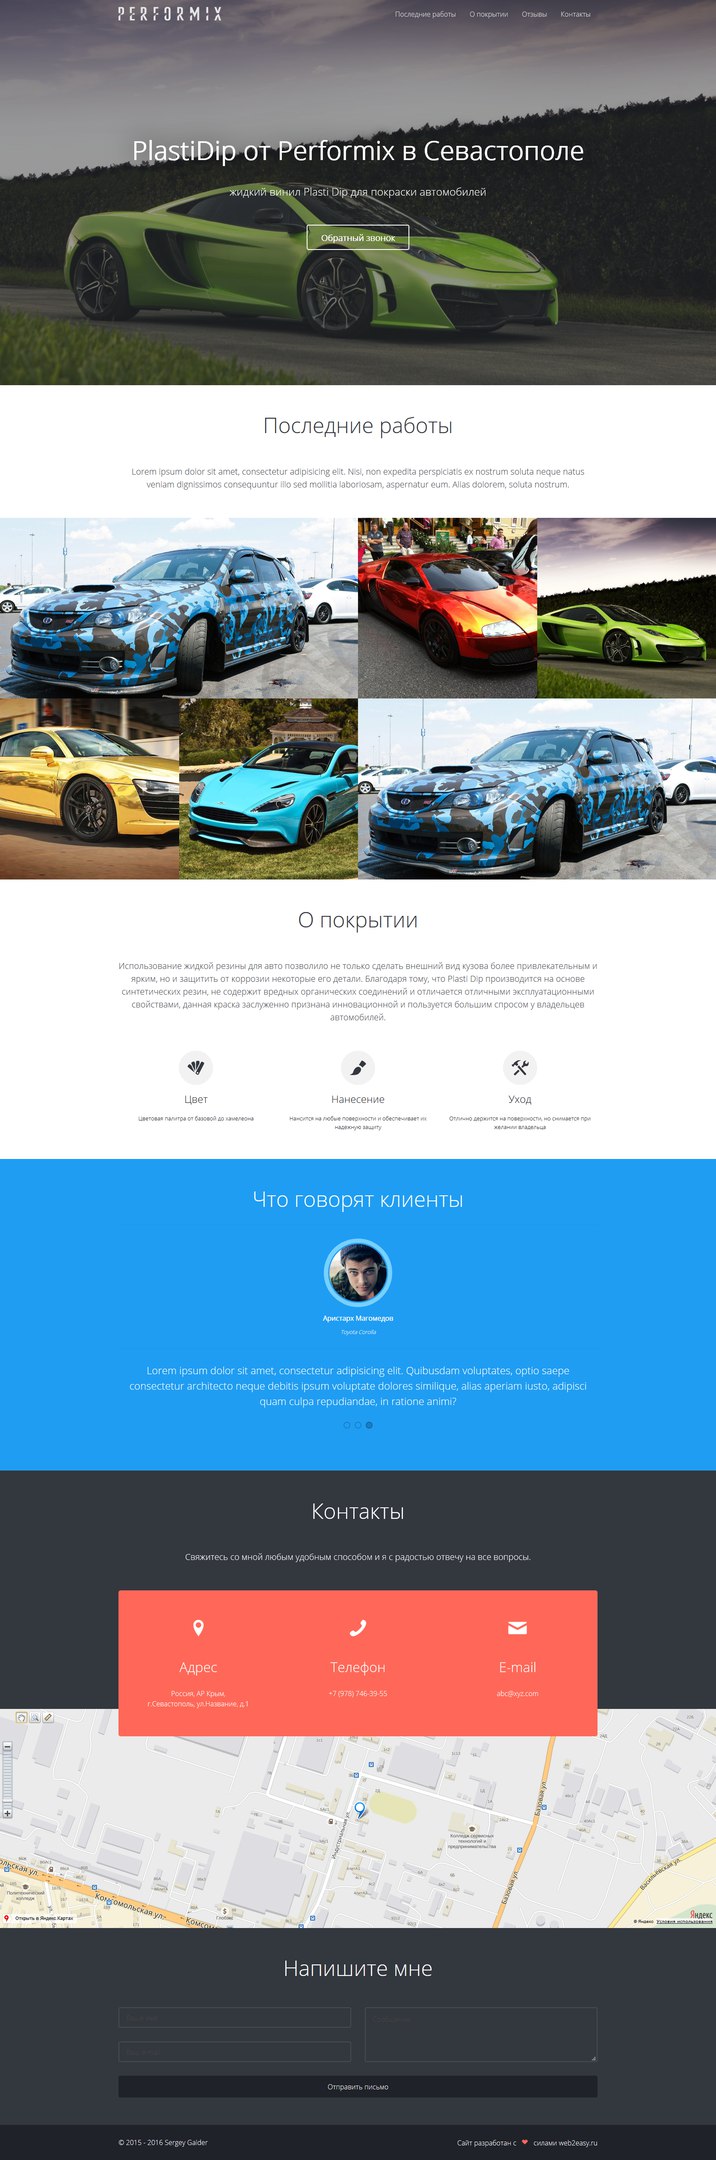 PERFORMIX
Последние работы О покрытии Отзывы Контакты
PlastiDip от Performix в Севастополе
жидкий винил Plasti Dip для покраски автомобилей
Обратный звонок
Последние работы
Lorem ipsum dolor sit amet, consectetur adipisicing elit. Nisi, non expedita perspiciatis ex nostrum soluta neque natus
veniam dignissimos consequuntur illo sed mollitia laboriosam, aspernatur eum. Alias dolorem, soluta nostrum.
О покрытии
Использование жидкой резины для авто позволило не только сделать внешний вид кузова более привлекательным и
ярким, но и защитить от коррозии некоторые его детали. Благодаря тому, что Plasti Dip производится на основе
синтетических резин, не содержит вредных органических соединений и отличается отличными эксплуатационными
свойствами, данная краска заслуженно признана инновационной и пользуется большим спросом у владельцев
автомобилей.
Цвет
Цветовая палитра от базовой до хамелеона
Нанесение
Нансится на любые поверхности и обеспечивает их
надежную защиту
Уход
Отлично держится на поверхности, но снимается при
желании владельца
Что говорят клиенты
Аристарх Магомедов
Toyota Corolla
Lorem ipsum dolor sit amet, consectetur adipisicing elit. Quibusdam voluptates, optio saepe
consectetur architecto neque debitis ipsum voluptate dolores similique, alias aperiam iusto, adipisci
quam culpa repudiandae, in ratione animi?
Контакты
Свяжитесь со мной любым удобным способом и я с радостью отвечу на все вопросы.
Адрес
Россия, АР Крым,
г.Севастополь, ул.Название, д.1
Телефон
+7 (978) 746-39-55
E-mail
abc@xyz.com
Индустриальная ул.
Базовая ул.
Базовая ул.
Колледж сервисных
технологий и
предпринимательства
Васильевская ул.
Политехнический
колледж
Комсомольская ул.
Глобус
Открыть в Яндекс.Картах
Яндекс
© Яндекс Условия использования
Напишите мне
Сообщение
Отправить письмо
© 2015 - 2016 Sergey Gaider
Сайт разработан с ❤ силами web2easy.ru